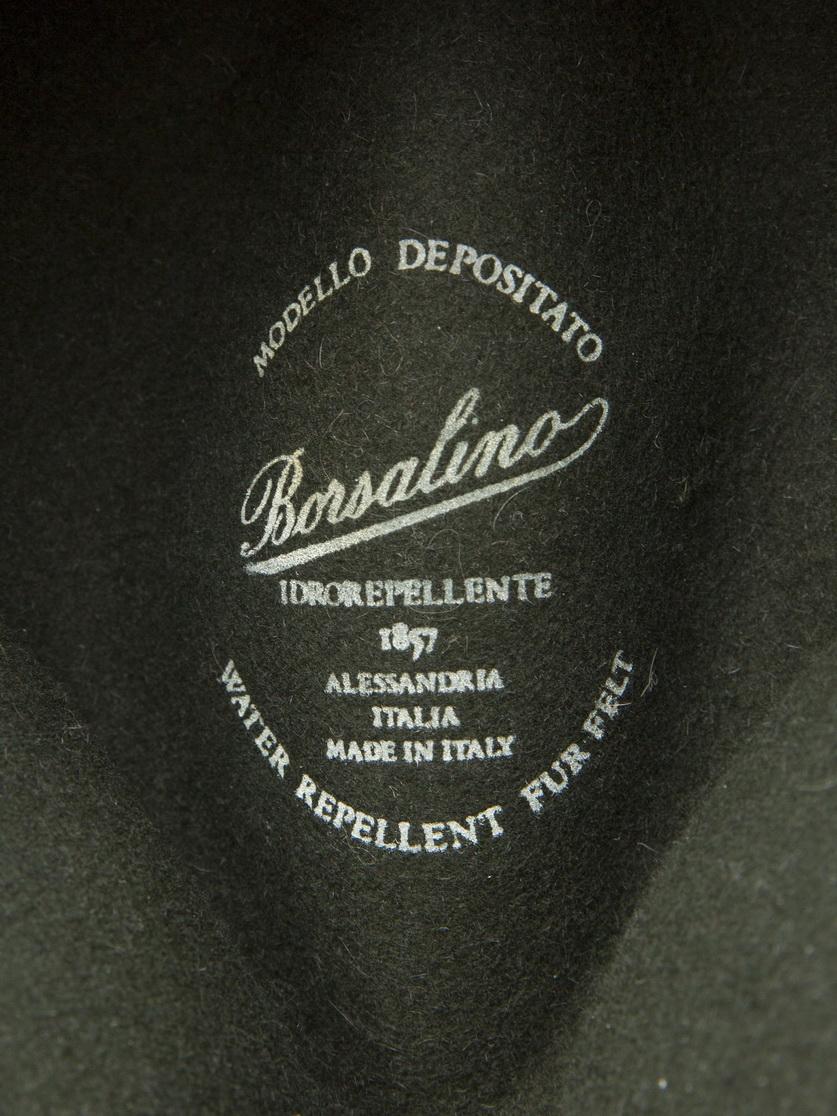 MODELLO DEPOSITATO
Borsalino
IDROREPELLENTE
1857
ALESSANDRIA
ITALIA
MADE IN ITALY
WATER REPELLENT FUR FELT